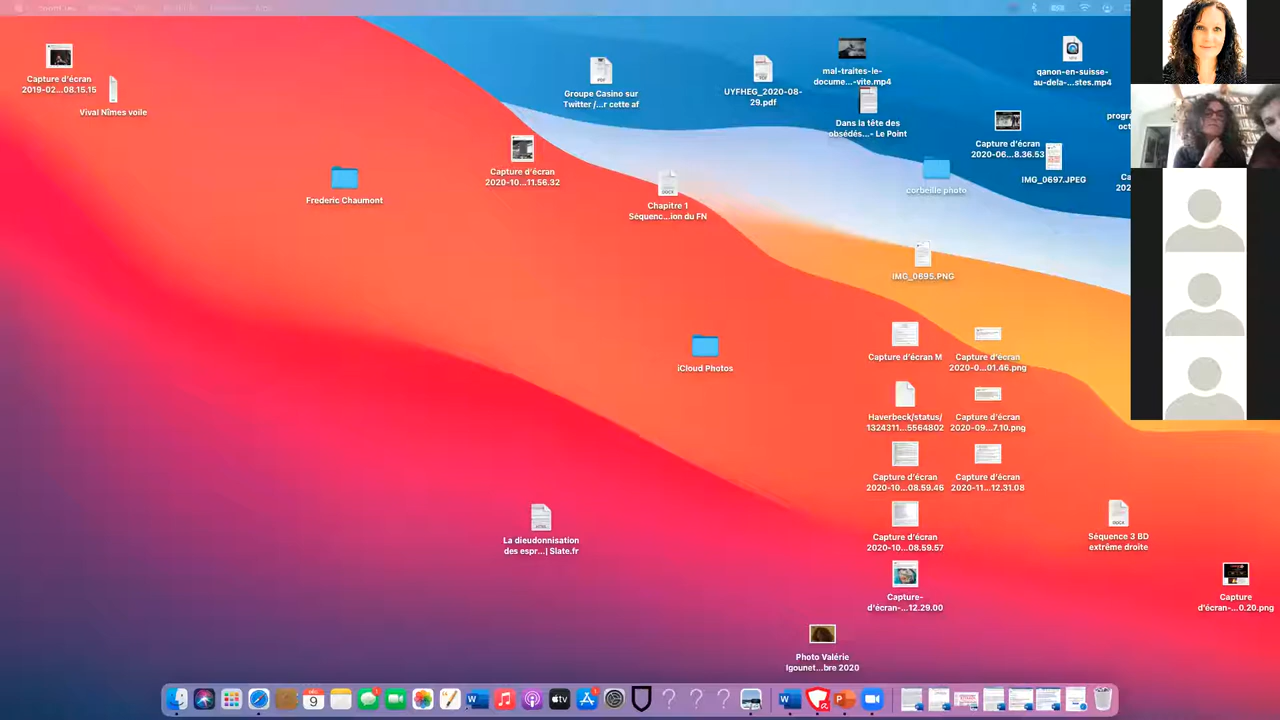 Capture d'écran
2019-02...08.15.15
Vival Nîmes voile
Groupe Casino sur
Twitter /...r cette af
UYFHEG_2020-08-
29.pdf
mal-traites-le-
docume...-vite.mp4
Dans la tête des
obsédés...- Le Point
qanon-en-suisse-
au-dela-...stes.mp4
progra
oct
Capture d'écran
2020-06...8.36.53
IMG_0697.JPEG
Ca
202
Capture d'écran
2020-10...11.56.32
Frederic Chaumont
DOCX
Chapitre 1
Séquenc...ion du FN
corbeille photo
IMG_0695.PNG
iCloud Photos
Capture d'écran M
Capture d'écran
2020-0...01.46.png
Haverbeck/status/
1324311...5564802
Capture d'écran
2020-09...7.10.png
Capture d'écran
2020-10...08.59.46
Capture d'écran
2020-11...12.31.08
Capture d'écran
2020-10...08.59.57
DOCX
Séquence 3 BD
extrême droite
La dieudonnisation
des espr...| Slate.fr
Capture-
d'écran-...12.29.00
Capture
d'écran-...0.20.png
Photo Valérie
Igounet...bre 2020
9